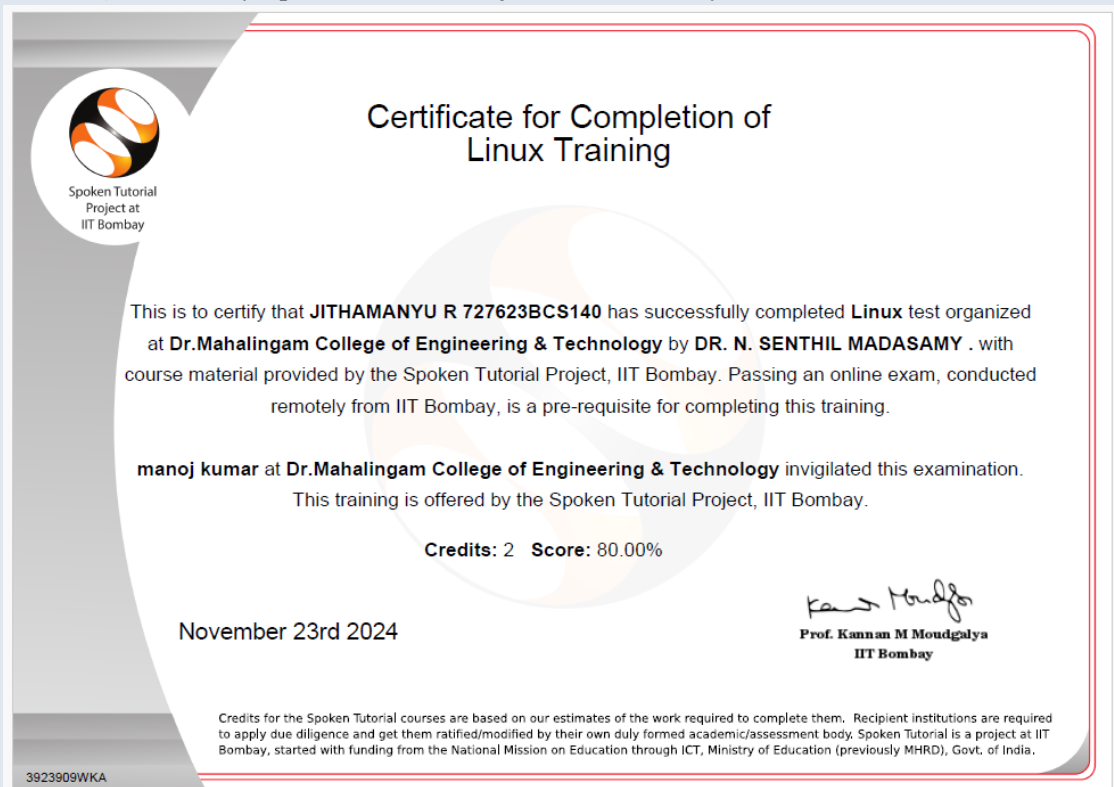 Certificate for Completion of
Linux Training
Spoken Tutorial
Project at
IIT Bombay
This is to certify that JITHAMANYU R 727623BCS140 has successfully completed Linux test organized
at Dr.Mahalingam College of Engineering & Technology by DR. N. SENTHIL MADASAMY . with
course material provided by the Spoken Tutorial Project, IIT Bombay. Passing an online exam, conducted
remotely from IIT Bombay, is a pre-requisite for completing this training.
manoj kumar at Dr.Mahalingam College of Engineering & Technology invigilated this examination.
This training is offered by the Spoken Tutorial Project, IIT Bombay.
Credits: 2 Score: 80.00%
November 23rd 2024
Prof. Kannan M Moudgalya
IIT Bombay
Credits for the Spoken Tutorial courses are based on our estimates of the work required to complete them. Recipient institutions are required
to apply due diligence and get them ratified/modified by their own duly formed academic/assessment body. Spoken Tutorial is a project at IIT
Bombay, started with funding from the National Mission on Education through ICT, Ministry of Education (previously MHRD), Govt. of India.
3923909WKA